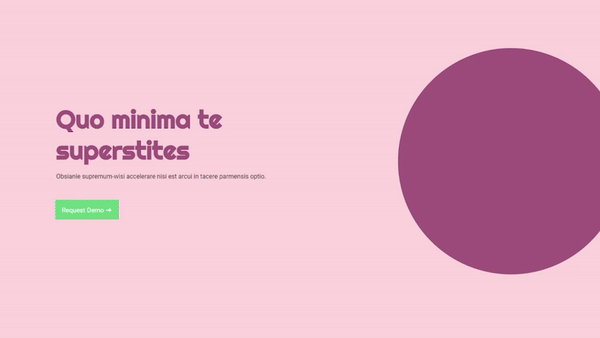 Quo minima te
superstites
Obsianie supremum-wisi accelerare nisi est arcui in tacere parmensis optio.
Request Demo →